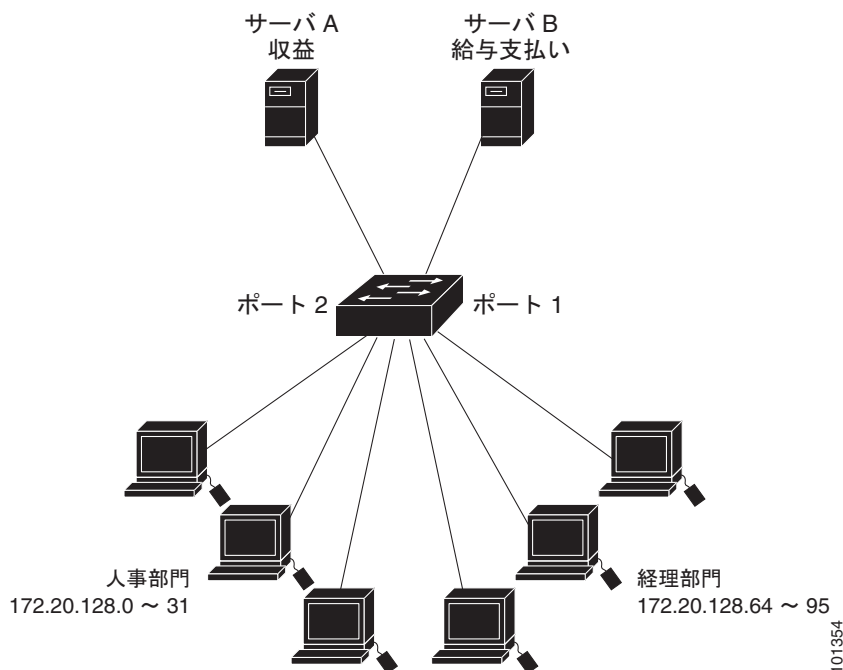 サーバ A
収益
サーバ B
給与支払い
ポート 2
ポート 1
人事部門
172.20.128.0 ～ 31
経理部門
172.20.128.64 ～ 95
101354